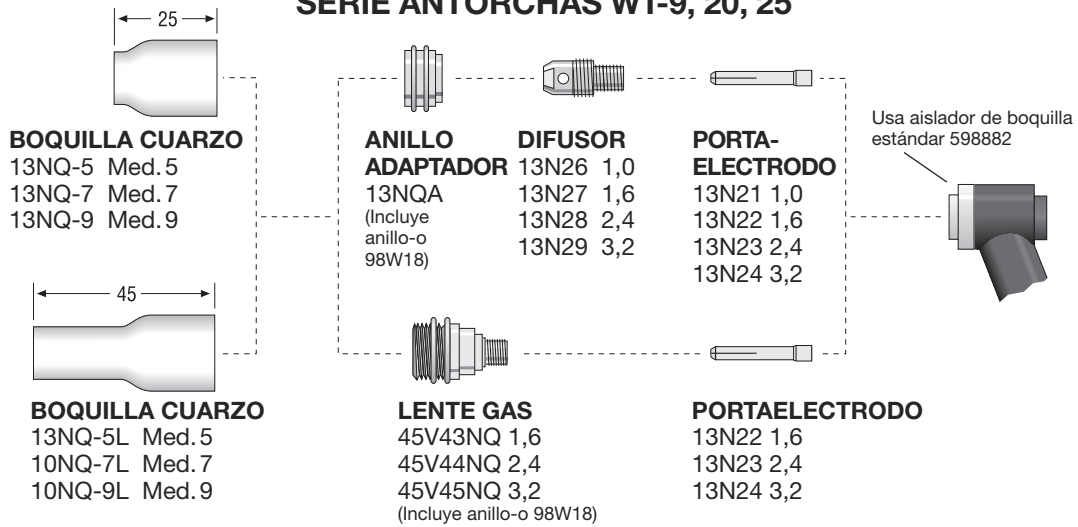 SERIE ANTORCHAS WT-9, 20, 25
25
BOQUILLA CUARZO
13NQ-5 Med. 5
13NQ-7 Med. 7
13NQ-9 Med. 9
ANILLO
ADAPTADOR
13NQA
(Incluye
anillo-o
98W18)
DIFUSOR
13N26 1,0
13N27 1,6
13N28 2,4
13N29 3,2
PORTA-
ELECTRODO
13N21 1,0
13N22 1,6
13N23 2,4
13N24 3,2
Usa aislador de boquilla
estándar 598882
45
BOQUILLA CUARZO
13NQ-5L Med. 5
10NQ-7L Med. 7
10NQ-9L Med. 9
LENTE GAS
45V43NQ 1,6
45V44NQ 2,4
45V45NQ 3,2
(Incluye anillo-o 98W18)
PORTAELECTRODO
13N22 1,6
13N23 2,4
13N24 3,2